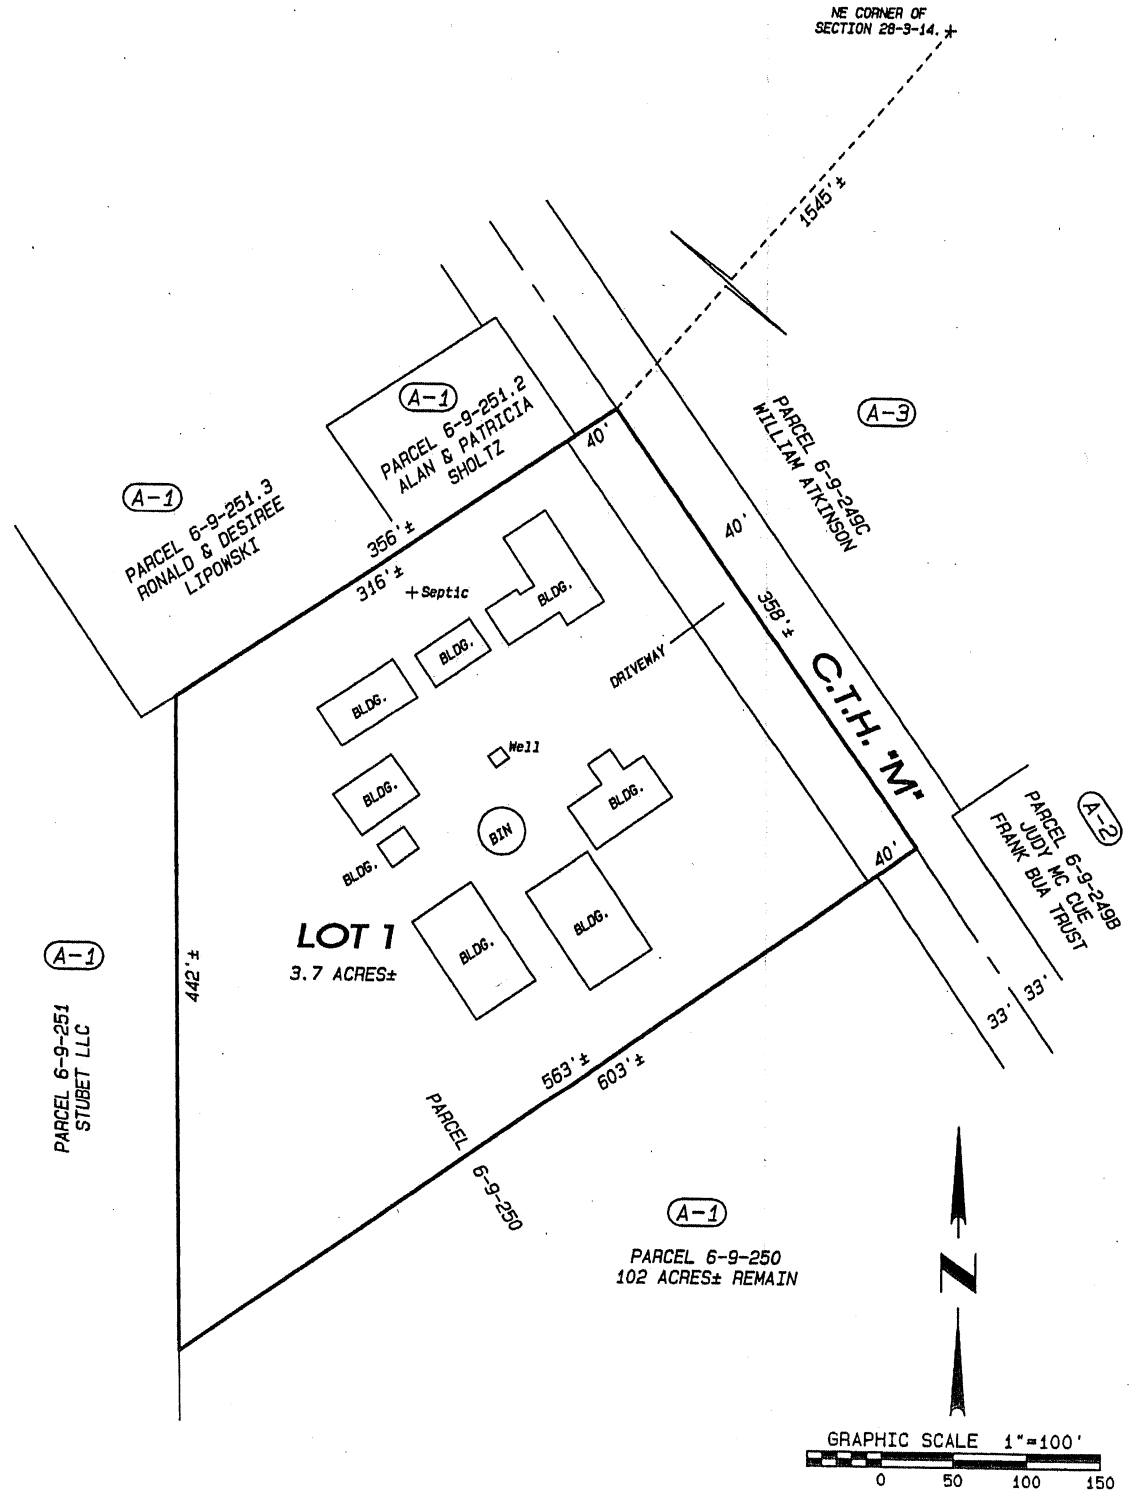 NE CORNER OF
SECTION 28-3-14.
1545'±
A-1
PARCEL 6-9-251.2
ALAN & PATRICIA
SHOLTZ
A-3
PARCEL 6-9-249C
WILLIAM ATKINSON
A-1
PARCEL 6-9-251.3
RONALD & DESIREE
LIPOWSKI
40'
356'±
316'±
40'
Septic
BLDG.
358'±
BLDG.
DRIVEWAY
BLDG.
C.T.H. "M"
Well
BLDG.
BLDG.
BIN
BLDG.
40'
A-2
PARCEL 6-9-249B
JUDY MC CUE
FRANK BUA TRUST
LOT 1
3.7 ACRES±
BLDG.
BLDG.
A-1
PARCEL 6-9-251
STUBET LLC
442'±
33'
33'
563'±
603'±
PARCEL 6-9-250
A-1
PARCEL 6-9-250
102 ACRES± REMAIN
N
GRAPHIC SCALE 1"=100'
0 50 100 150